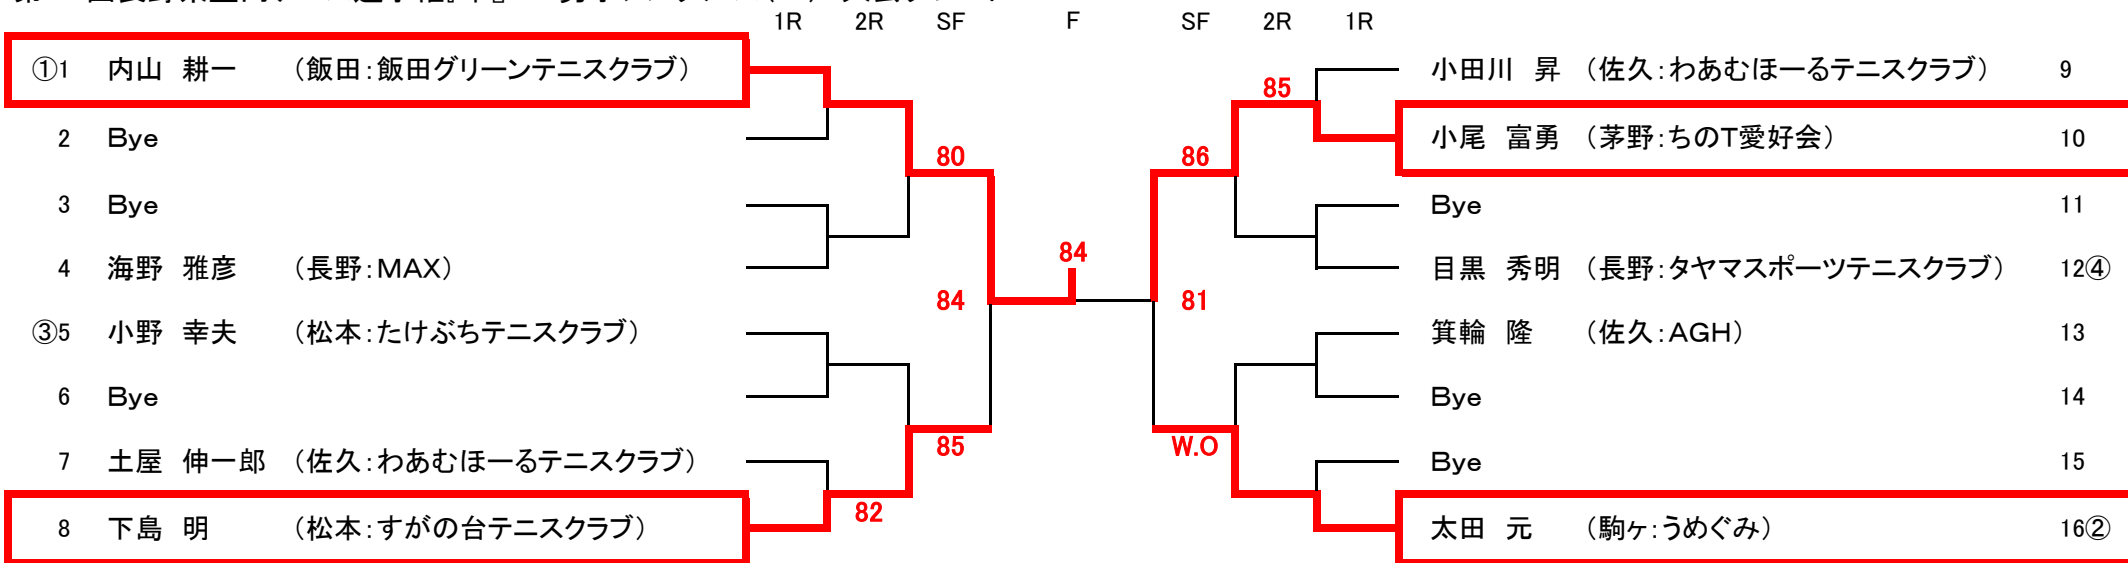 1R 2R SF F SF 2R 1R
①1 内山 耕一 （飯田：飯田グリーンテニスクラブ）
2 Bye
3 Bye
4 海野 雅彦 （長野：MAX）
③5 小野 幸夫 （松本：たけぶちテニスクラブ）
6 Bye
7 土屋 伸一郎 （佐久：わあむほーるテニスクラブ）
8 下島 明 （松本：すがの台テニスクラブ）
80
84
85
82
84
85
86
81
W.O
小田川 昇 （佐久：わあむほーるテニスクラブ） 9
小尾 富勇 （茅野：ちのT愛好会） 10
Bye 11
目黒 秀明 （長野：タヤマスポーツテニスクラブ） 12④
箕輪 隆 （佐久：AGH） 13
Bye 14
Bye 15
太田 元 （駒ヶ：うめぐみ） 16②